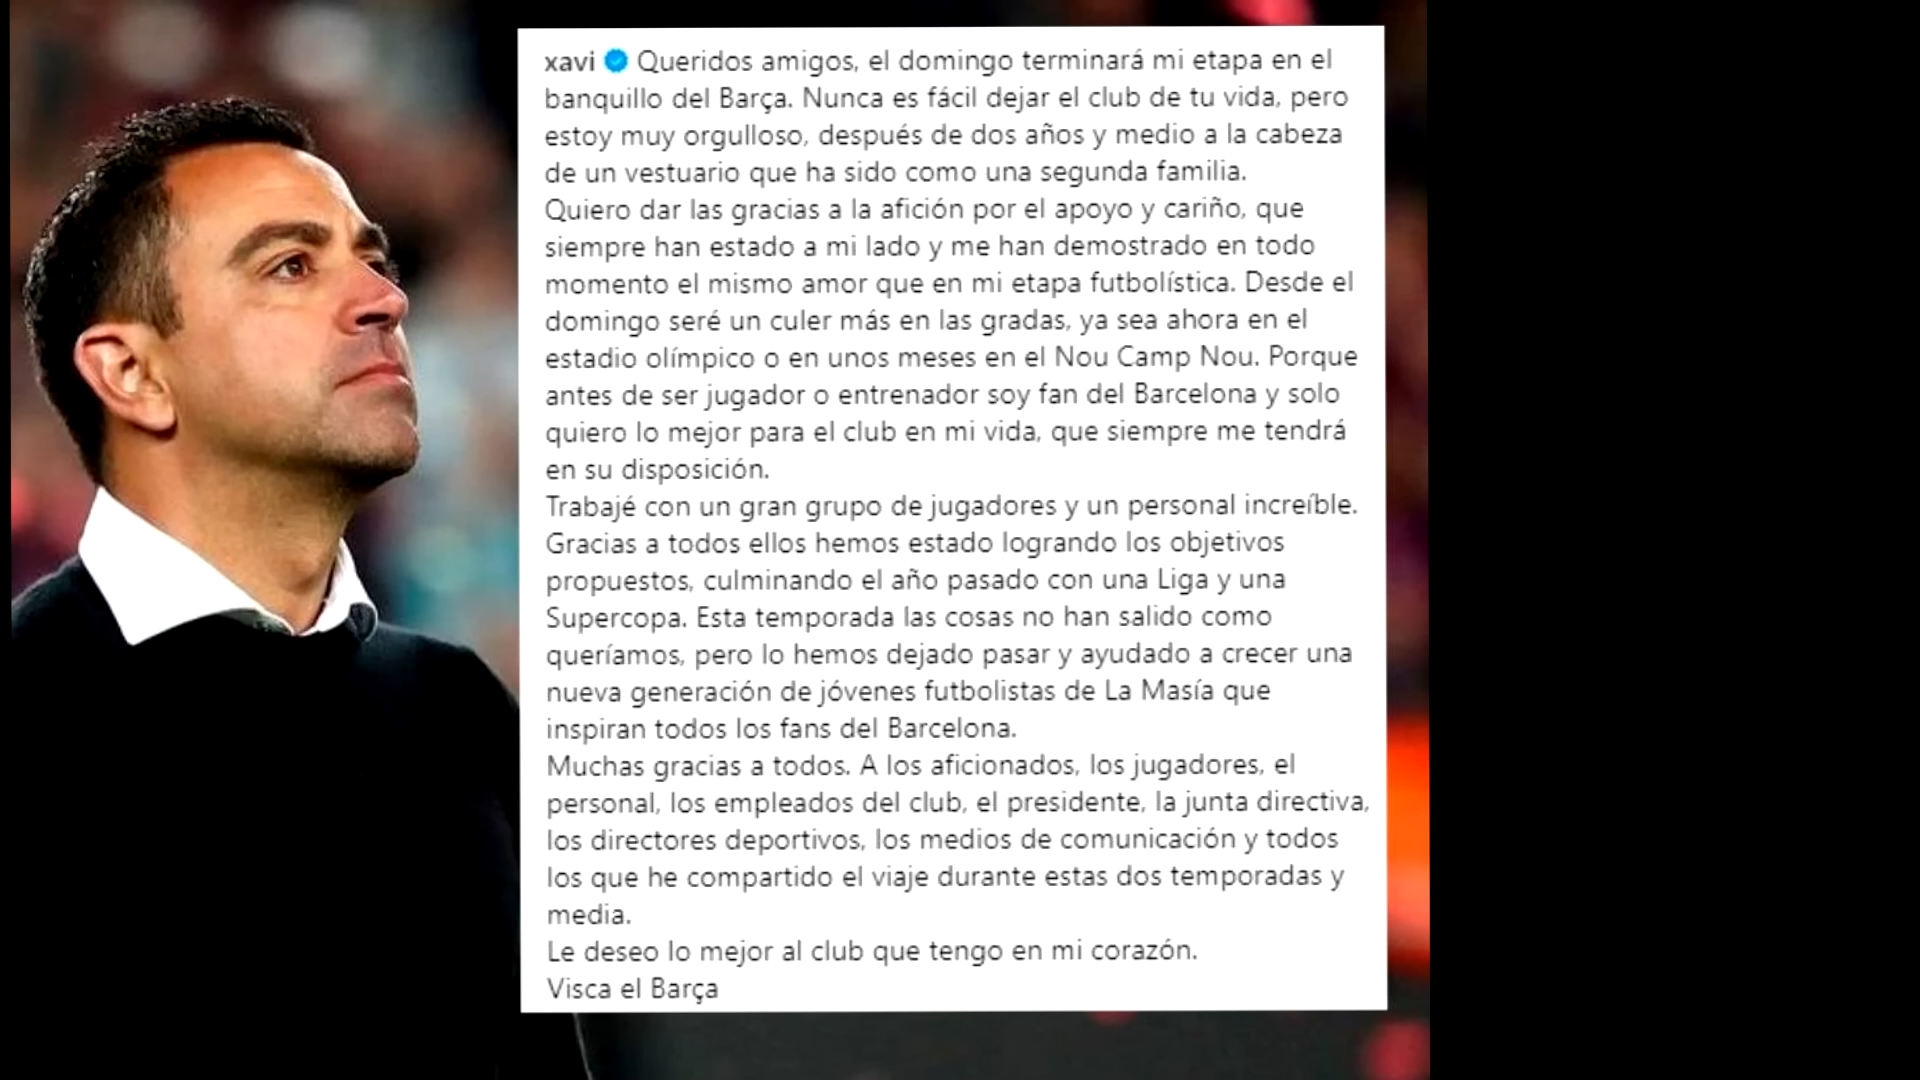 xavi Queridos amigos, el domingo terminará mi etapa en el
banquillo del Barça. Nunca es fácil dejar el club de tu vida, pero
estoy muy orgulloso, después de dos años y medio a la cabeza
de un vestuario que ha sido como una segunda familia.
Quiero dar las gracias a la afición por el apoyo y cariño, que
siempre han estado a mi lado y me han demostrado en todo
momento el mismo amor que en mi etapa futbolística. Desde el
domingo seré un culer más en las gradas, ya sea ahora en el
estadio olímpico o en unos meses en el Nou Camp Nou. Porque
antes de ser jugador o entrenador soy fan del Barcelona y solo
quiero lo mejor para el club en mi vida, que siempre me tendrá
en su disposición.
Trabajé con un gran grupo de jugadores y un personal increíble.
Gracias a todos ellos hemos estado logrando los objetivos
propuestos, culminando el año pasado con una Liga y una
Supercopa. Esta temporada las cosas no han salido como
queríamos, pero lo hemos dejado pasar y ayudado a crecer una
nueva generación de jóvenes futbolistas de La Masía que
inspiran todos los fans del Barcelona.
Muchas gracias a todos. A los aficionados, los jugadores, el
personal, los empleados del club, el presidente, la junta directiva,
los directores deportivos, los medios de comunicación y todos
los que he compartido el viaje durante estas dos temporadas y
media.
Le deseo lo mejor al club que tengo en mi corazón.
Visca el Barça